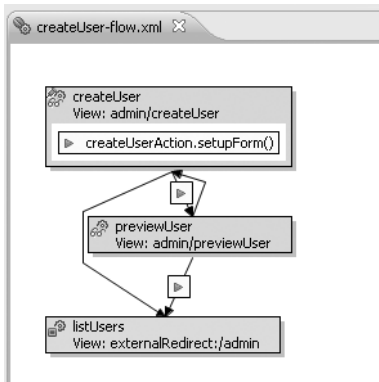 createUser-flow.xml
createUser
View: admin/createUser
createUserAction.setupForm()
previewUser
View: admin/previewUser
listUsers
View: externalRedirect:/admin